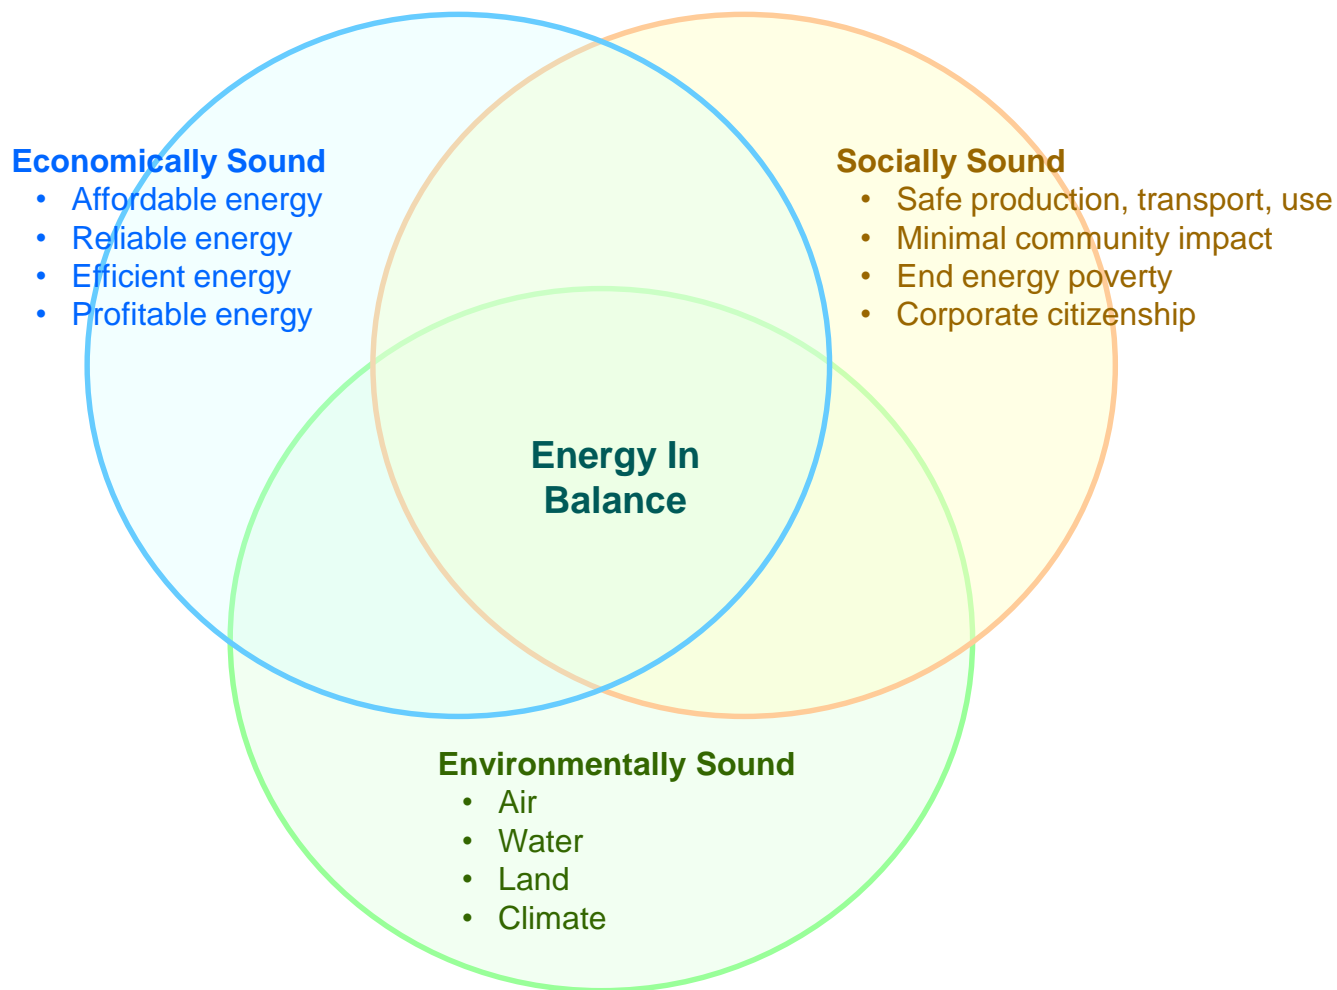 Economically Sound
• Affordable energy
• Reliable energy
• Efficient energy
• Profitable energy
Socially Sound
• Safe production, transport, use
• Minimal community impact
• End energy poverty
• Corporate citizenship
Energy In
Balance
Environmentally Sound
• Air
• Water
• Land
• Climate